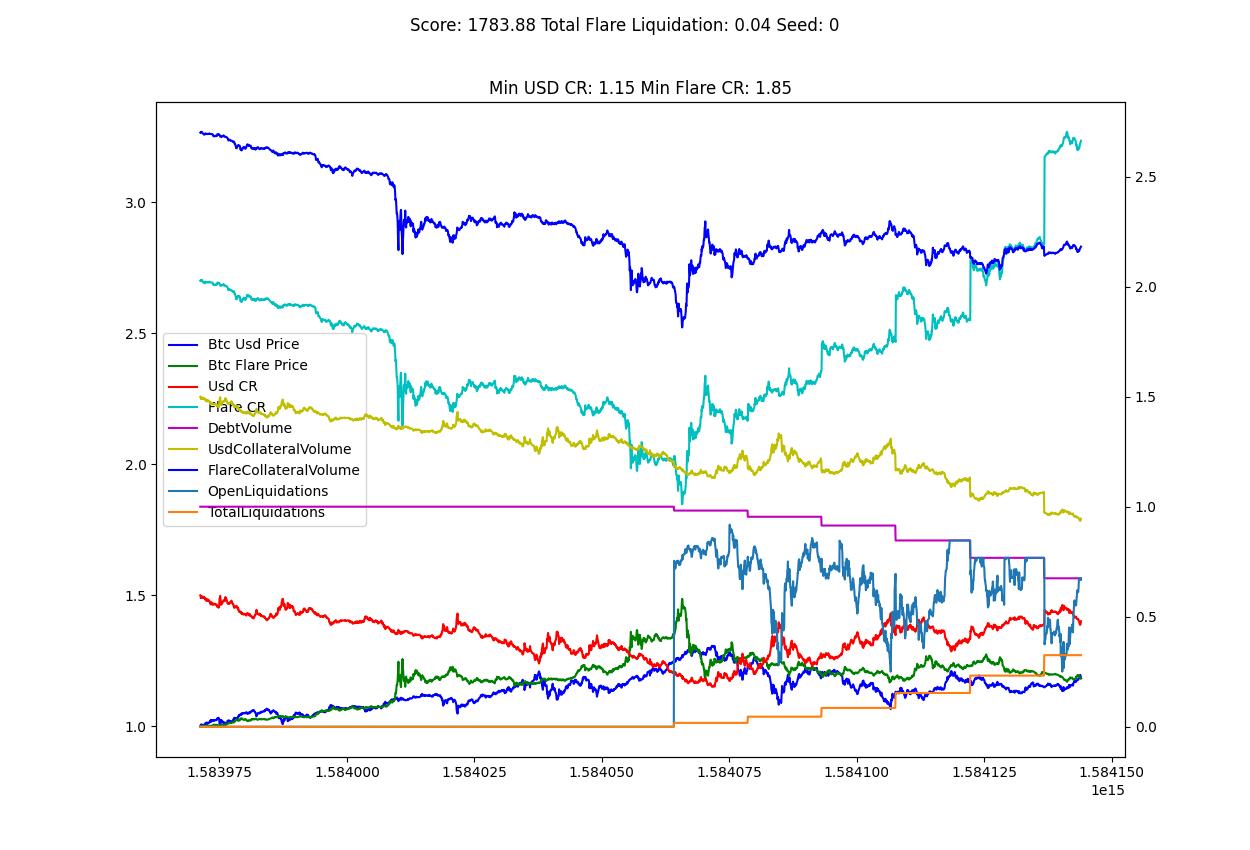 Score: 1783.88 Total Flare Liquidation: 0.04 Seed: 0
Min USD CR: 1.15 Min Flare CR: 1.85
3.0
2.5
2.0
1.5
1.0
Btc Usd Price
Btc Flare Price
Usd CR
Flare CR
DebtVolume
UsdCollateralVolume
FlareCollateralVolume
OpenLiquidations
TotalLiquidations
2.5
2.0
1.5
1.0
0.5
0.0
1.583975 1.584000 1.584025 1.584050 1.584075 1.584100 1.584125 1.584150
1e15